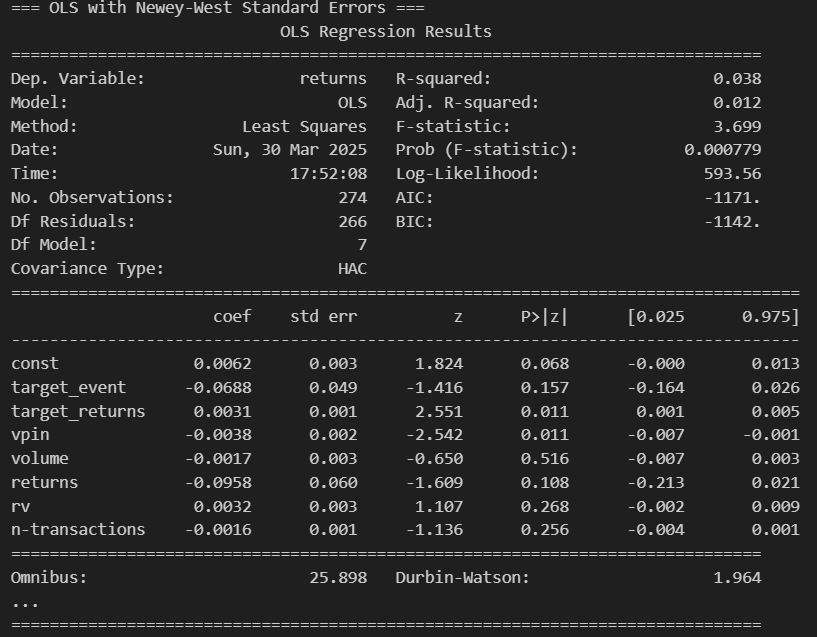 === OLS with Newey-West Standard Errors ===
                            OLS Regression Results
==============================================================================
Dep. Variable:                returns   R-squared:                       0.038
Model:                            OLS   Adj. R-squared:                  0.012
Method:                 Least Squares   F-statistic:                     3.699
Date:                Sun, 30 Mar 2025   Prob (F-statistic):           0.000779
Time:                        17:52:08   Log-Likelihood:                 593.56
No. Observations:                 274   AIC:                            -1171.
Df Residuals:                     266   BIC:                            -1142.
Df Model:                           7
Covariance Type:                  HAC
==================================================================================
                     coef    std err          z      P>|z|      [0.025      0.975]
----------------------------------------------------------------------------------
const              0.0062      0.003      1.824      0.068      -0.000       0.013
target_event      -0.0688      0.049     -1.416      0.157      -0.164       0.026
target_returns     0.0031      0.001      2.551      0.011       0.001       0.005
vpin              -0.0038      0.002     -2.542      0.011      -0.007      -0.001
volume            -0.0017      0.003     -0.650      0.516      -0.007       0.003
returns           -0.0958      0.060     -1.609      0.108      -0.213       0.021
rv                 0.0032      0.003      1.107      0.268      -0.002       0.009
n-transactions    -0.0016      0.001     -1.136      0.256      -0.004       0.001
==============================================================================
Omnibus:                       25.898   Durbin-Watson:                   1.964
...
==============================================================================